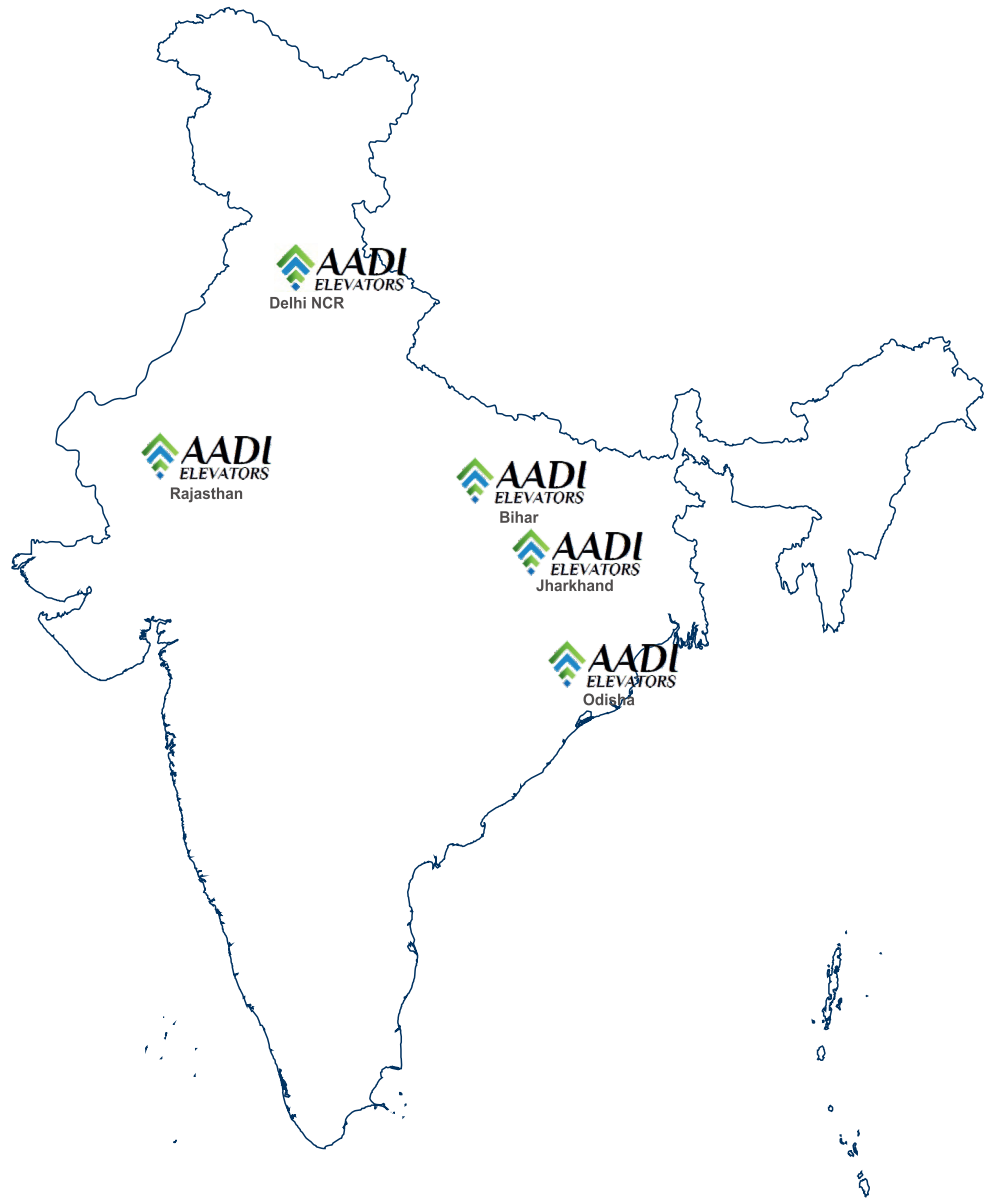 AADI
ELEVATORS
Delhi NCR
AADI
ELEVATORS
Rajasthan
AADI
ELEVATORS
Bihar
AADI
ELEVATORS
Jharkhand
AADI
ELEVATORS
Odisha